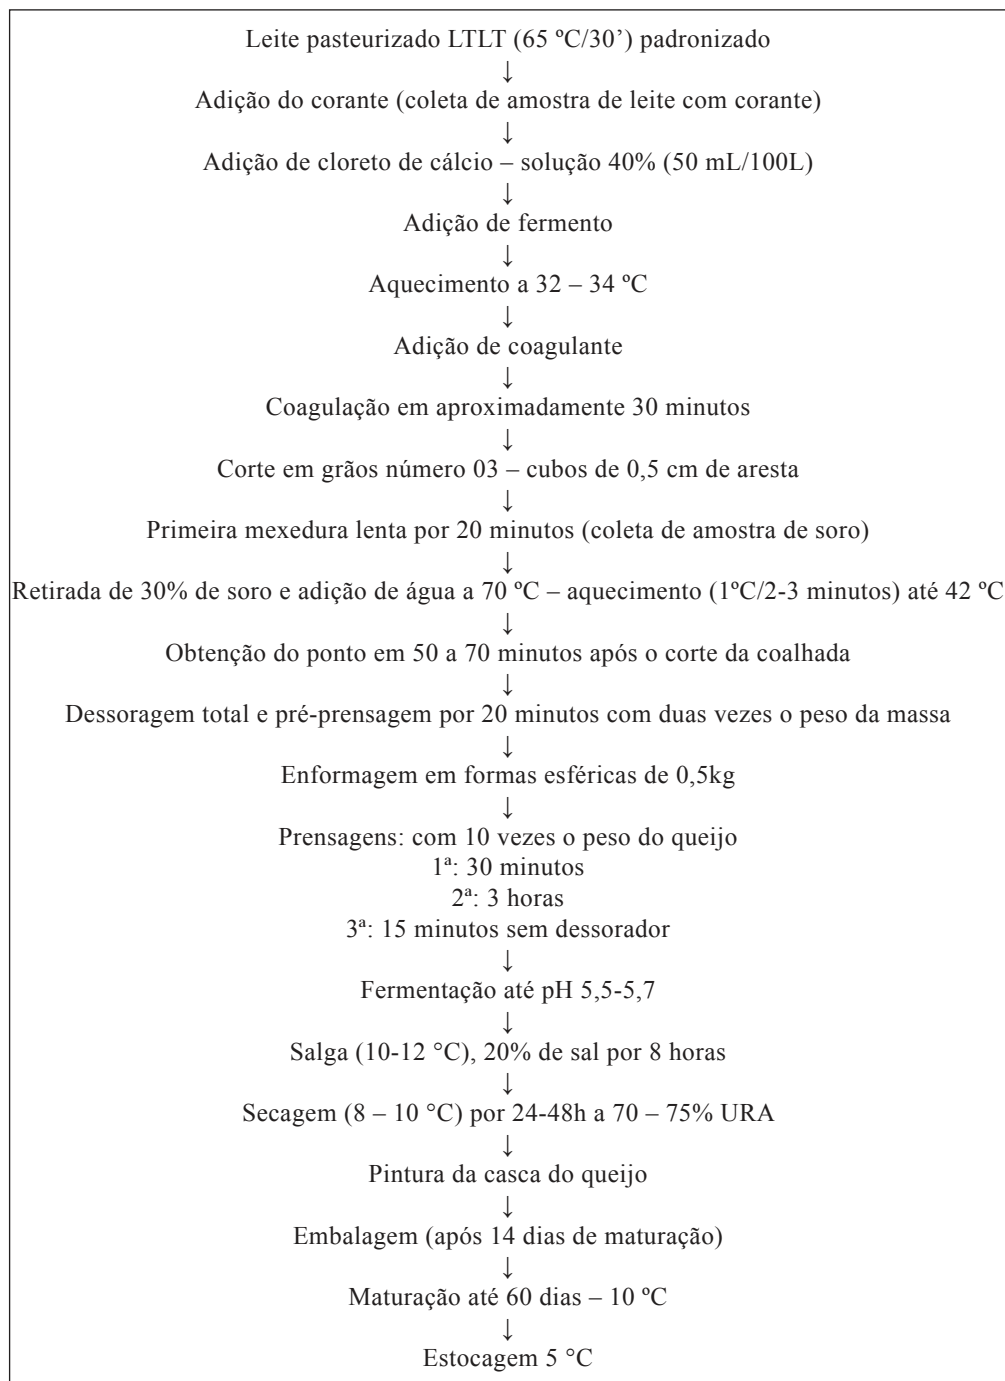 Leite pasteurizado LTLT (65 ºC/30’) padronizado
↓
Adição do corante (coleta de amostra de leite com corante)
↓
Adição de cloreto de cálcio – solução 40% (50 mL/100L)
↓
Adição de fermento
↓
Aquecimento a 32 – 34 ºC
↓
Adição de coagulante
↓
Coagulação em aproximadamente 30 minutos
↓
Corte em grãos número 03 – cubos de 0,5 cm de aresta
↓
Primeira mexedura lenta por 20 minutos (coleta de amostra de soro)
↓
Retirada de 30% de soro e adição de água a 70 ºC – aquecimento (1ºC/2-3 minutos) até 42 ºC
↓
Obtenção do ponto em 50 a 70 minutos após o corte da coalhada
↓
Dessoragem total e pré-prensagem por 20 minutos com duas vezes o peso da massa
↓
Enformagem em formas esféricas de 0,5kg
↓
Prensagens: com 10 vezes o peso do queijo
1ª: 30 minutos
2ª: 3 horas
3ª: 15 minutos sem dessorador
↓
Fermentação até pH 5,5-5,7
↓
Salga (10-12 °C), 20% de sal por 8 horas
↓
Secagem (8 – 10 °C) por 24-48h a 70 – 75% URA
↓
Pintura da casca do queijo
↓
Embalagem (após 14 dias de maturação)
↓
Maturação até 60 dias – 10 ºC
↓
Estocagem 5 °C